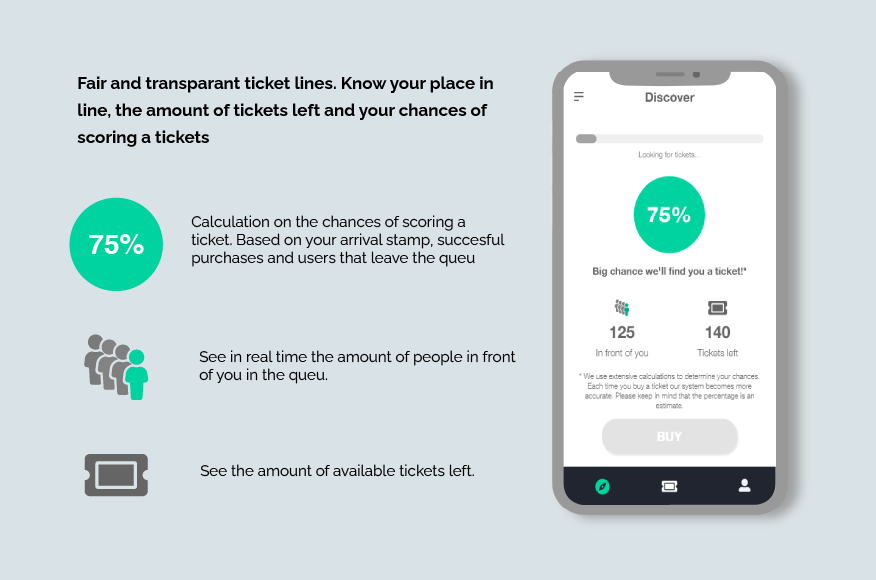 Fair and transparant ticket lines. Know your place in
line, the amount of tickets left and your chances of
scoring a tickets
75%
Calculation on the chances of scoring a
ticket. Based on your arrival stamp, succesful
purchases and users that leave the queu
See in real time the amount of people in front
of you in the queu.
See the amount of available tickets left.
Discover
Looking for tickets...
75%
Big chance we'll find you a ticket!*
125
140
In front of you
Tickets left
* We use extensive calculations to determine your chances.
Each time you buy a ticket our system becomes more
accurate. Please keep in mind that the percentage is an
estimate.
BUY